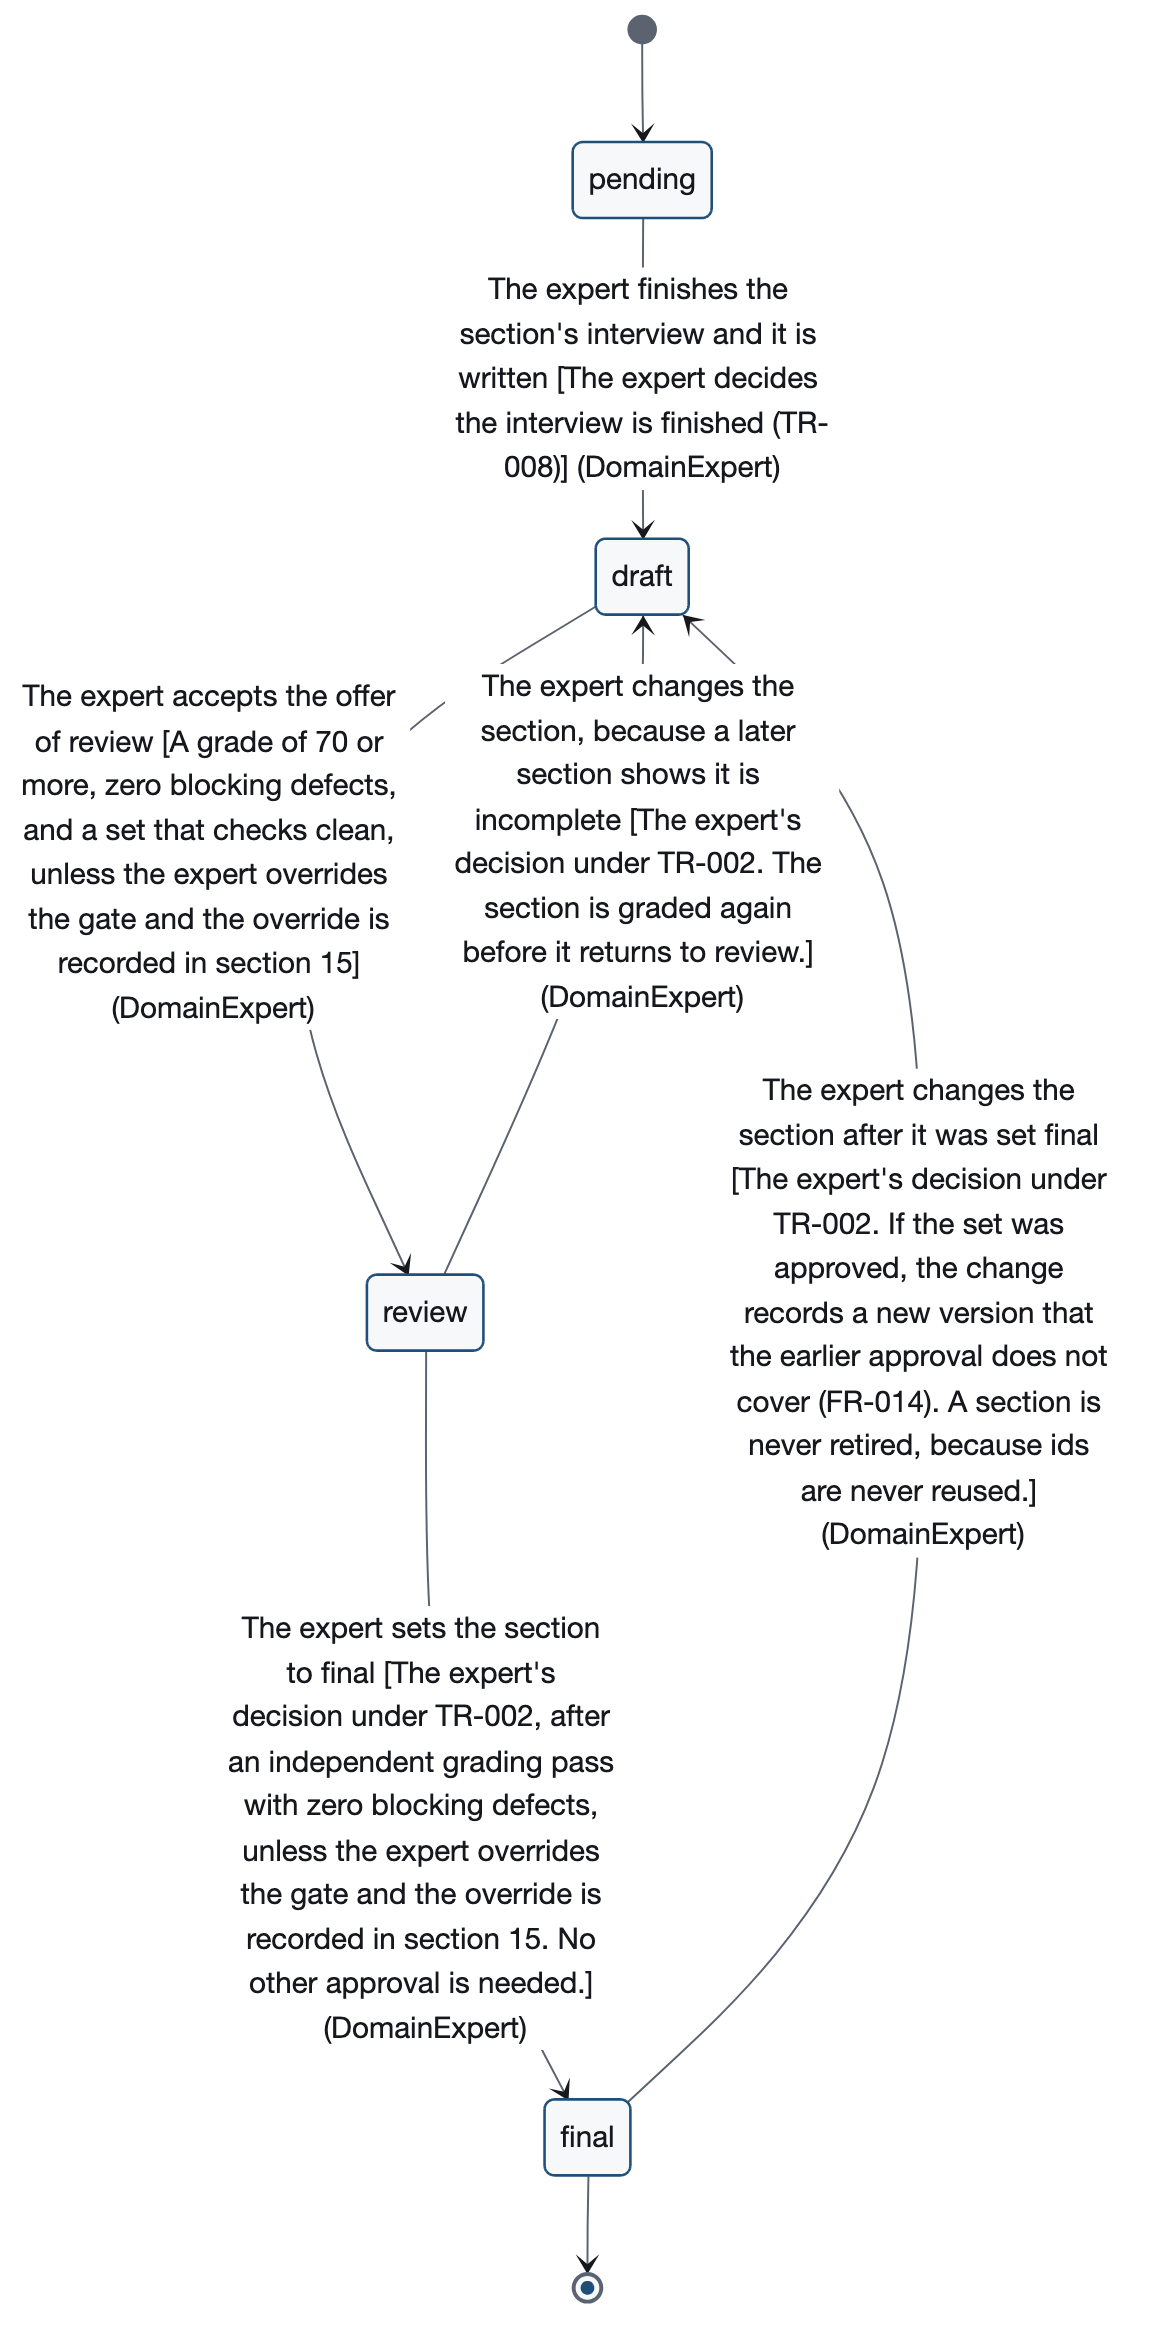 pending
The expert finishes the
section's interview and it is
written [The expert decides
the interview is finished (TR-
008)] (DomainExpert)
draft
The expert accepts the offer
of review [A grade of 70 or
more, zero blocking defects,
and a set that checks clean,
unless the expert overrides
the gate and the override is
recorded in section 15]
(DomainExpert)
The expert changes the
section, because a later
section shows it is
incomplete [The expert's
decision under TR-002. The
section is graded again
before it returns to review.]
(DomainExpert)
The expert changes the
section after it was set final
[The expert's decision under
TR-002. If the set was
approved, the change
records a new version that
the earlier approval does not
cover (FR-014). A section is
never retired, because ids
are never reused.]
(DomainExpert)
review
The expert sets the section
to final [The expert's
decision under TR-002, after
an independent grading pass
with zero blocking defects,
unless the expert overrides
the gate and the override is
recorded in section 15. No
other approval is needed.]
(DomainExpert)
final